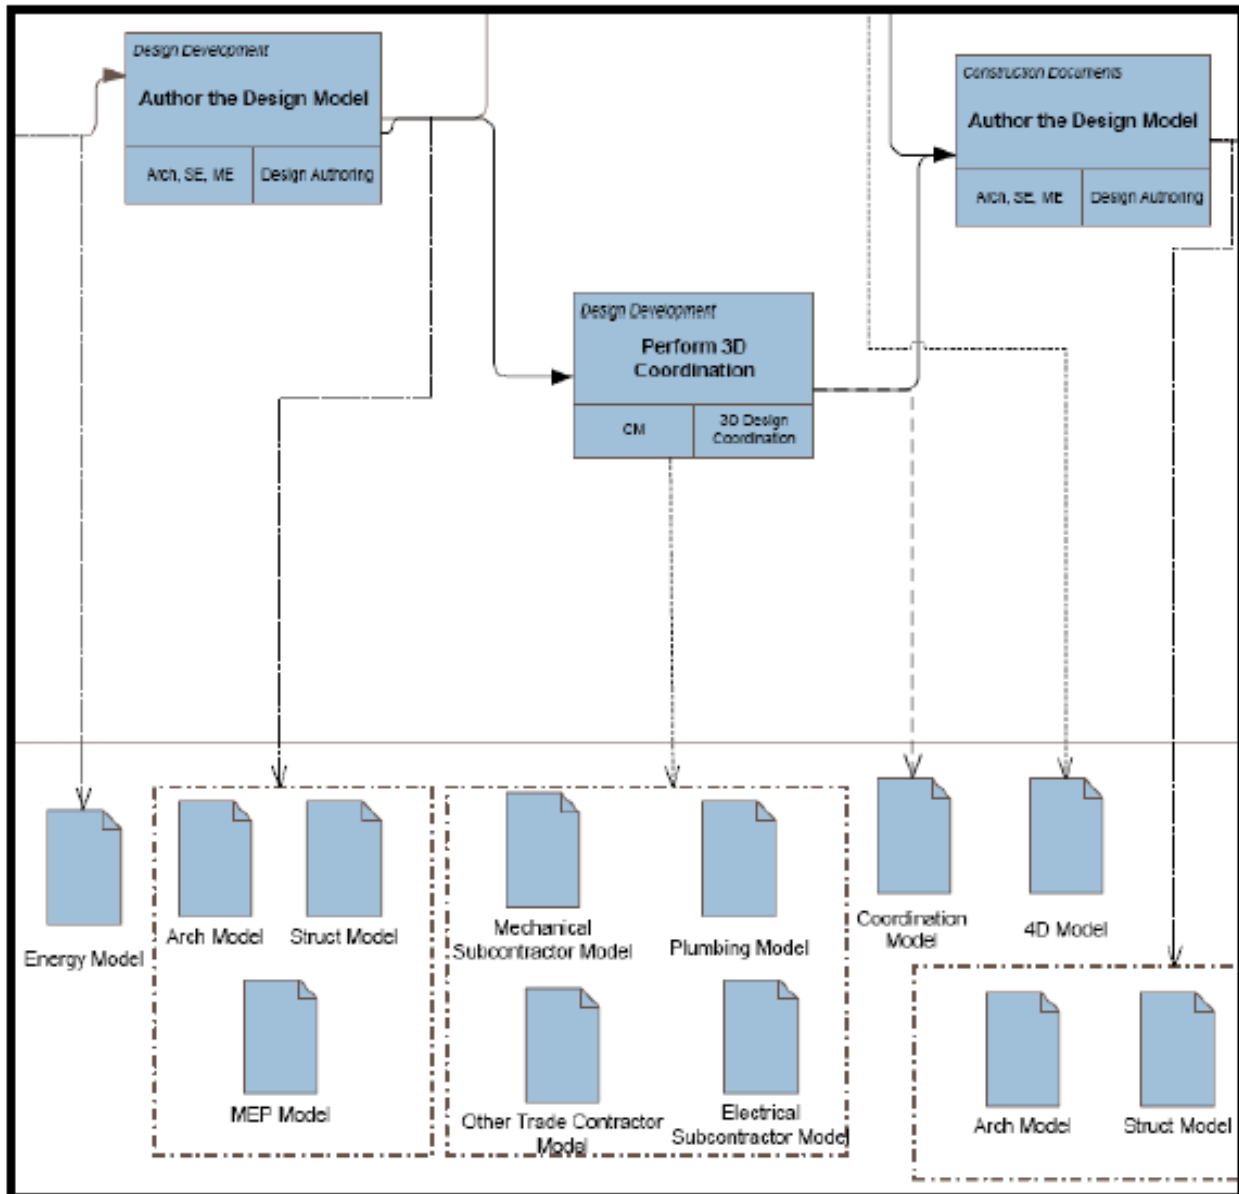 Design Development
Author the Design Model
Arch, SE, ME
Design Authoring
Construction Documents
Author the Design Model
Arch, SE, ME
Design Authoring
Design Development
Perform 3D
Coordination
CM
3D Design
Coordination
Energy Model
Arch Model
Struct Model
MEP Model
Mechanical
Subcontractor Model
Plumbing Model
Other Trade Contractor
Model
Electrical
Subcontractor Model
Coordination
Model
4D Model
Arch Model
Struct Model